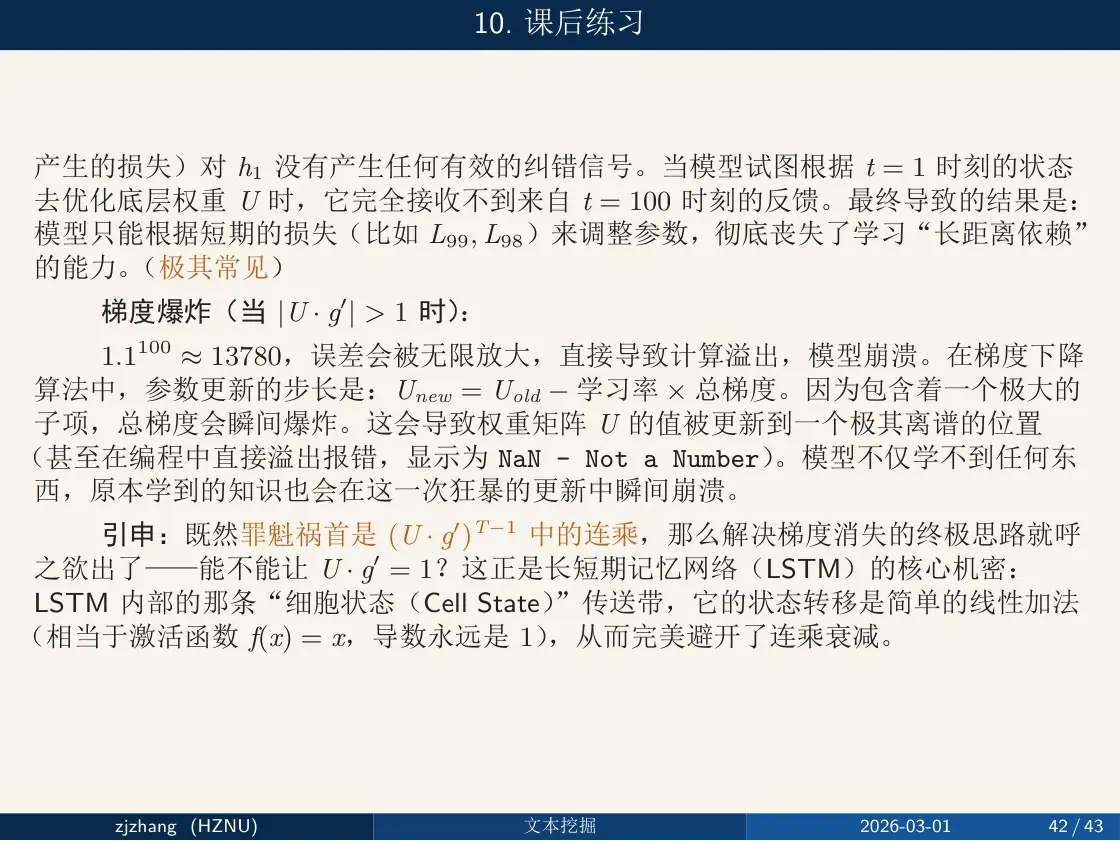 10. 课后练习
产生的损失）对 h₁ 没有产生任何有效的纠错信号。当模型试图根据 t = 1 时刻的状态
去优化底层权重 U 时，它完全接收不到来自 t = 100 时刻的反馈。最终导致的结果是：
模型只能根据短期的损失（比如 L₉₉, L₉₈）来调整参数，彻底丧失了学习“长距离依赖”
的能力。（极其常见）
梯度爆炸（当 |U · g′| > 1 时）：
1.1¹⁰⁰ ≈ 13780，误差会被无限放大，直接导致计算溢出，模型崩溃。在梯度下降
算法中，参数更新的步长是：U_{new} = U_{old} − 学习率 × 总梯度。因为包含着一个极大的
子项，总梯度会瞬间爆炸。这会导致权重矩阵 U 的值被更新到一个极其离谱的位置
（甚至在编程中直接溢出报错，显示为 NaN - Not a Number）。模型不仅学不到任何东
西，原本学到的知识也会在这一次狂暴的更新中瞬间崩溃。
引申：既然罪魁祸首是 (U · g′)^{T−1} 中的连乘，那么解决梯度消失的终极思路就呼
之欲出了——能不能让 U · g′ = 1？这正是长短期记忆网络（LSTM）的核心机密：
LSTM 内部的那条“细胞状态（Cell State）”传送带，它的状态转移是简单的线性加法
（相当于激活函数 f(x) = x，导数永远是 1），从而完美避开了连乘衰减。
zjzhang (HZNU) 文本挖掘 2026-03-01 42 / 43